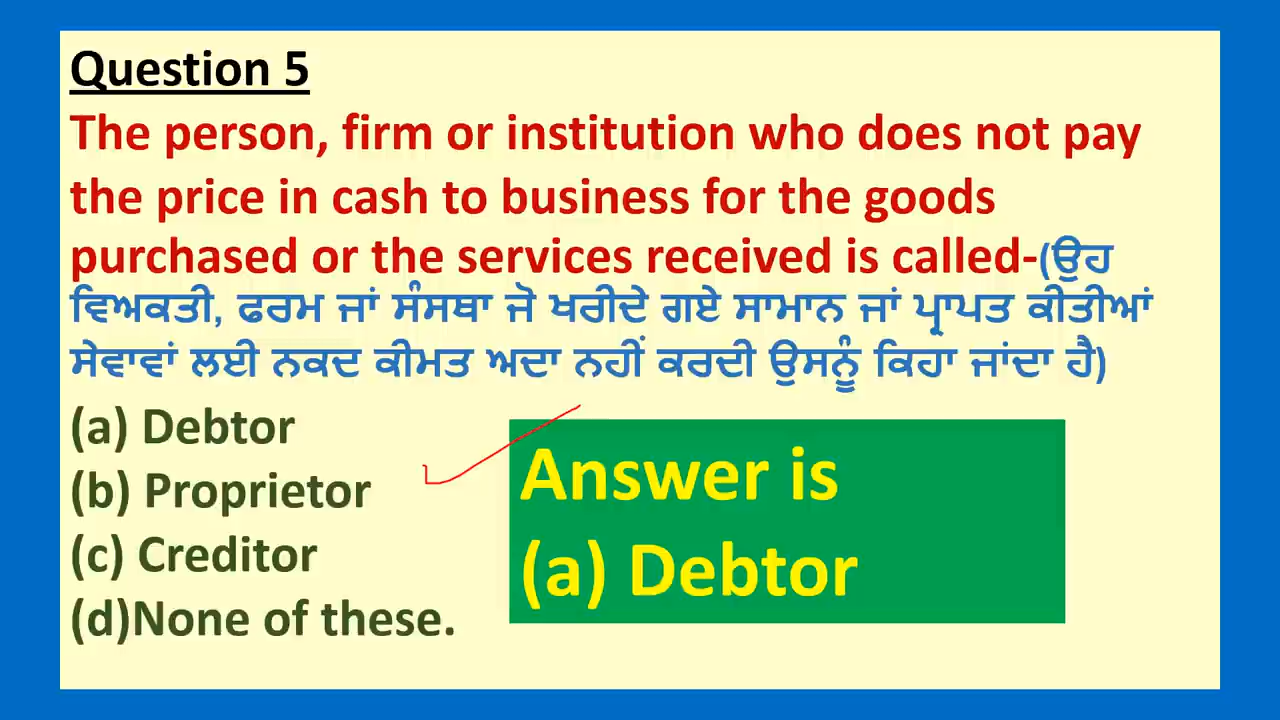 Question 5
The person, firm or institution who does not pay
the price in cash to business for the goods
purchased or the services received is called-(ਉਹ
ਵਿਅਕਤੀ, ਫਰਮ ਜਾਂ ਸੰਸਥਾ ਜੋ ਖਰੀਦੇ ਗਏ ਸਾਮਾਨ ਜਾਂ ਪ੍ਰਾਪਤ ਕੀਤੀਆਂ
ਸੇਵਾਵਾਂ ਲਈ ਨਕਦ ਕੀਮਤ ਅਦਾ ਨਹੀਂ ਕਰਦੀ ਉਸਨੂੰ ਕਿਹਾ ਜਾਂਦਾ ਹੈ)
(a) Debtor
(b) Proprietor
(c) Creditor
(d)None of these.
Answer is
(a) Debtor